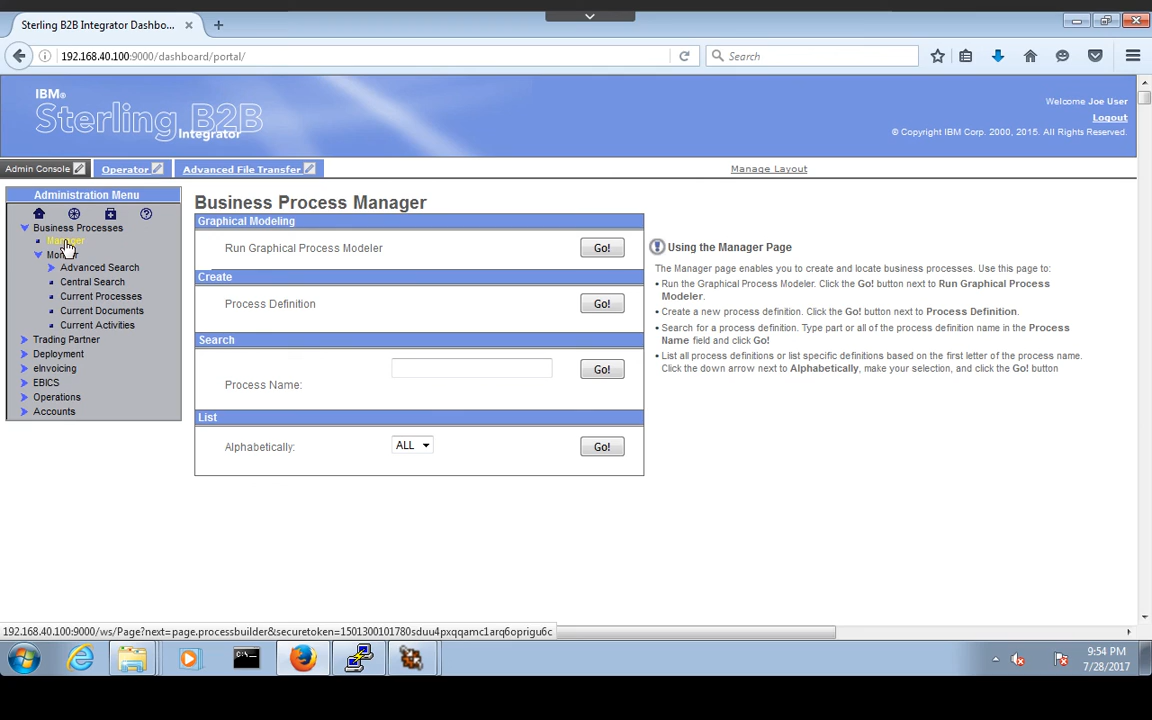 Sterling B2B Integrator Dashbo...
192.168.40.100:9000/dashboard/portal/
Search
IBM®
Sterling B2B
Integrator
Welcome Joe User
Logout
© Copyright IBM Corp. 2000, 2015. All Rights Reserved.
Admin Console
Operator
Advanced File Transfer
Manage Layout
Administration Menu
Business Processes
Manager
Advanced Search
Central Search
Current Processes
Current Documents
Current Activities
Trading Partner
Deployment
eInvoicing
EBICS
Operations
Accounts
Business Process Manager
Graphical Modeling
Run Graphical Process Modeler
Go!
Create
Process Definition
Go!
Search
Process Name:
Go!
List
Alphabetically:
ALL
Go!
Using the Manager Page
The Manager page enables you to create and locate business processes. Use this page to:
• Run the Graphical Process Modeler. Click the Go! button next to Run Graphical Process
Modeler.
• Create a new process definition. Click the Go! button next to Process Definition.
• Search for a process definition. Type part or all of the process definition name in the Process
Name field and click Go!
• List all process definitions or list specific definitions based on the first letter of the process name.
Click the down arrow next to Alphabetically, make your selection, and click the Go! button
192.168.40.100:9000/ws/Page?next=page.processbuilder&securetoken=1501300101780sduu4pxqqamc1arq6oprigu6c
9:54 PM
7/28/2017